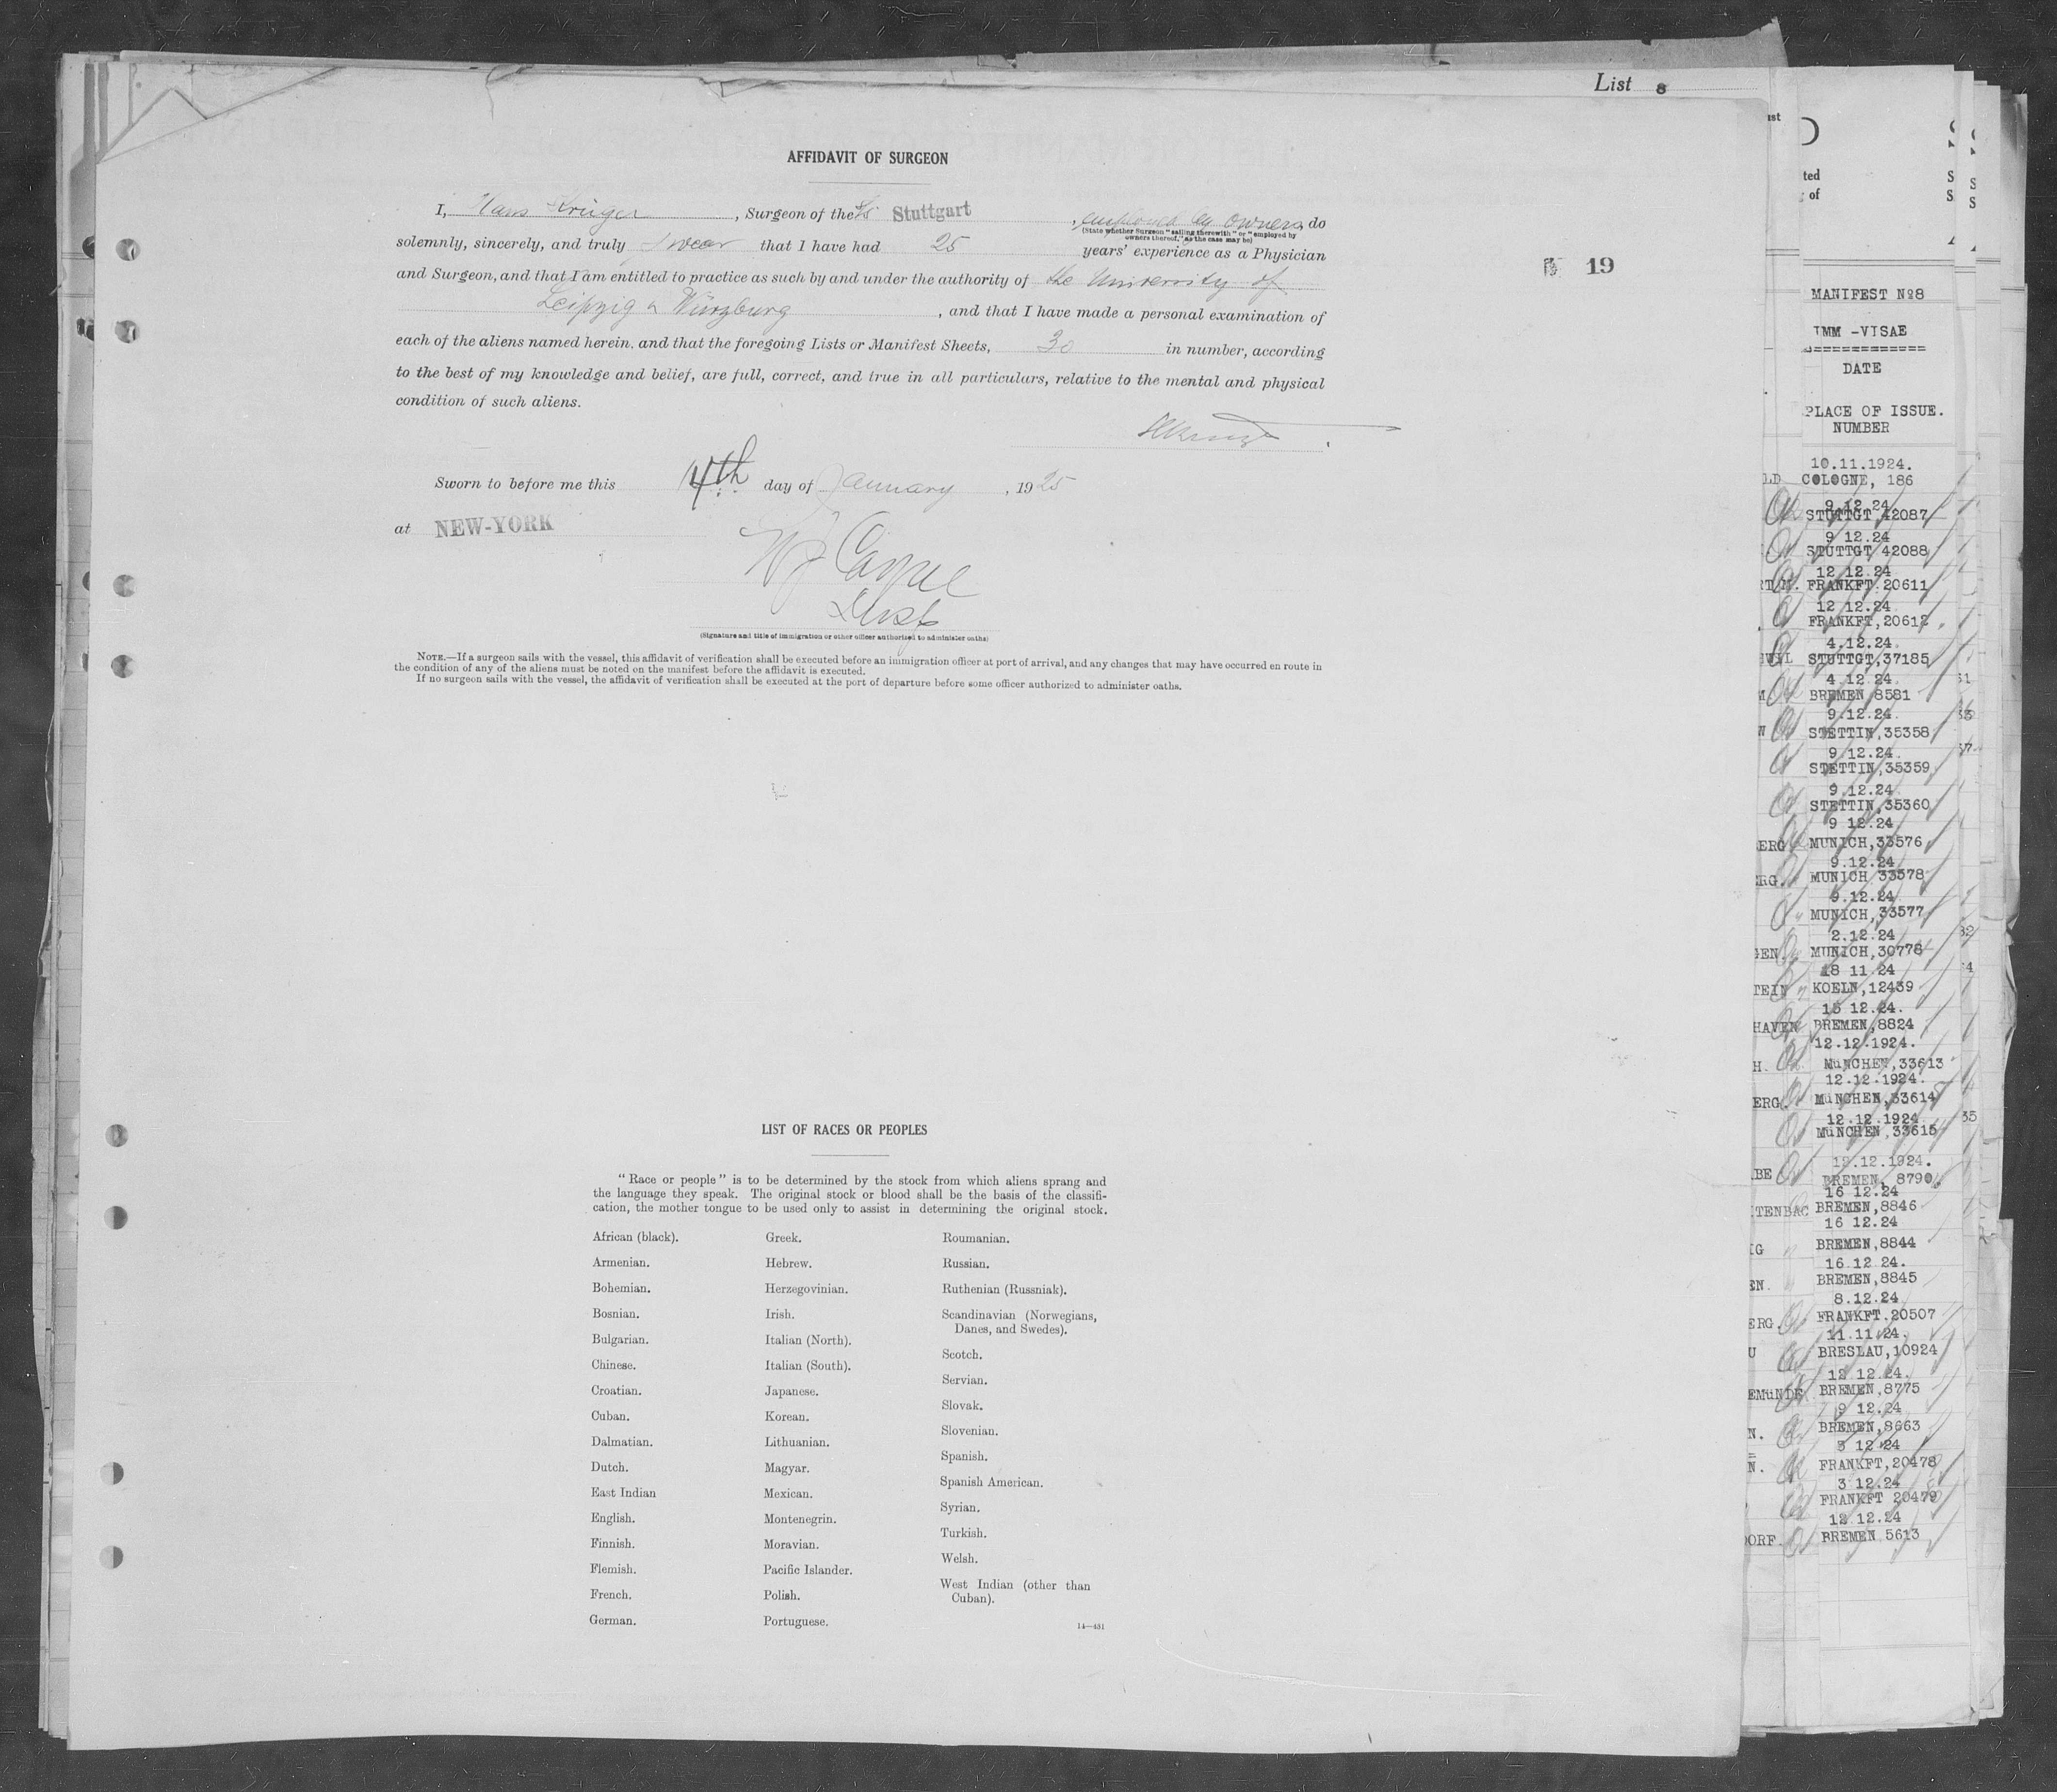 List 8
AFFIDAVIT OF SURGEON
I, Hans Krüger, Surgeon of the S/S Stuttgart, employed by owners, do
(State whether Surgeon "sailing therewith" or "employed by
owners thereof," as the case may be)
solemnly, sincerely, and truly swear that I have had 25 years' experience as a Physician
and Surgeon, and that I am entitled to practice as such by and under the authority of the University of
Leipzig & Würzburg, and that I have made a personal examination of
each of the aliens named herein. and that the foregoing Lists or Manifest Sheets, 30 in number, according
to the best of my knowledge and belief, are full, correct, and true in all particulars, relative to the mental and physical
condition of such aliens.
Sworn to before me this 4th day of January, 1925
at NEW-YORK
(Signature and title of immigration or other officer authorized to administer oaths)
NOTE.—If a surgeon sails with the vessel, this affidavit of verification shall be executed before an immigration officer at port of arrival, and any changes that may have occurred en route in
the condition of any of the aliens must be noted on the manifest before the affidavit is executed.
If no surgeon sails with the vessel, the affidavit of verification shall be executed at the port of departure before some officer authorized to administer oaths.
19
LIST OF RACES OR PEOPLES
"Race or people" is to be determined by the stock from which aliens sprang and
the language they speak. The original stock or blood shall be the basis of the classifi-
cation, the mother tongue to be used only to assist in determining the original stock.
African (black).
Armenian.
Bohemian.
Bosnian.
Bulgarian.
Chinese.
Croatian.
Cuban.
Dalmatian.
Dutch.
East Indian
English.
Finnish.
Flemish.
French.
German.
Greek.
Hebrew.
Herzegovinian.
Irish.
Italian (North).
Italian (South).
Japanese.
Korean.
Lithuanian.
Magyar.
Mexican.
Montenegrin.
Moravian.
Pacific Islander.
Polish.
Portuguese.
Roumanian.
Russian.
Ruthenian (Russniak).
Scandinavian (Norwegians,
Danes, and Swedes).
Scotch.
Servian.
Slovak.
Slovenian.
Spanish.
Spanish American.
Syrian.
Turkish.
Welsh.
West Indian (other than
Cuban).
14—431
ted
of
MANIFEST Nº8
IMM -VISAE
============
DATE
PLACE OF ISSUE.
NUMBER
10.11.1924.
COLOGNE, 186
9.12.24
STUTTGT,42087
9 12.24
STUTTGT 42088
12 12.24
FRANKFT.20611
12 12.24
FRANKFT,20612
4.12.24
STUTTGT,37185
4 12 24
BREMEN 8581
9.12.24
STETTIN,35358
9 12.24
STETTIN,35359
9.12.24
STETTIN,35360
9 12.24
MUNICH,33576
9.12.24
MUNICH 33578
9.12.24
MUNICH,33577
2.12.24
MUNICH,30778
18 11.24
KOELN,12439
15 12.24.
BREMEN,8824
12.12.1924.
MüNCHEN,33613
12.12.1924.
MüNCHEN,33614
12.12.1924
MüNCHEN,33615
12.12.1924.
BREMEN, 8790
16 12.24
BREMEN,8846
16 12.24
BREMEN,8844
16.12 24.
BREMEN,8845
8.12.24
FRANKFT.20507
11.11.24.
BRESLAU,10924
12 12.24.
BREMEN,8775
9 12.24
BREMEN,8663
3 12 24
FRANKFT,20478
3 12.24
FRANKFT 20479
12 12.24
BREMEN 5613